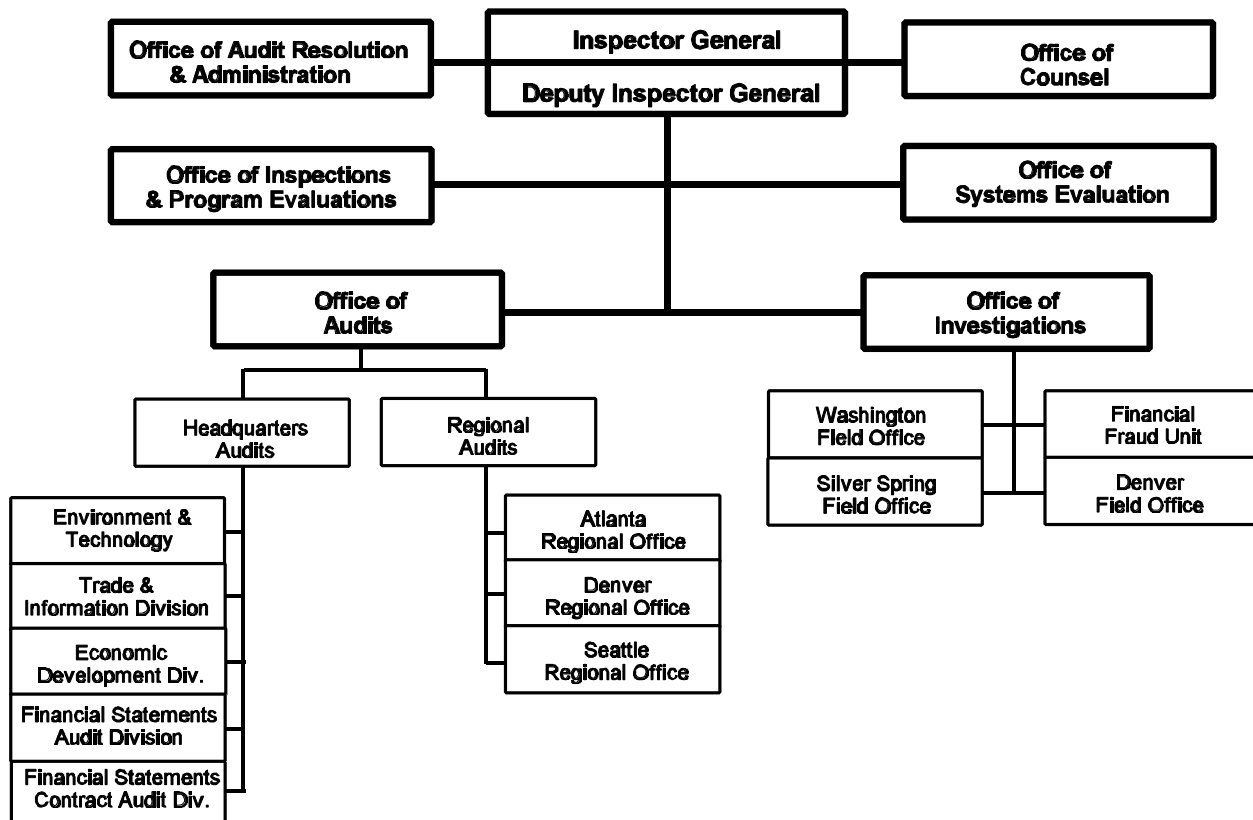 Office of Audit Resolution
& Administration
Inspector General
Deputy Inspector General
Office of
Counsel
Office of Inspections
& Program Evaluations
Office of
Systems Evaluation
Office of
Audits
Office of
Investigations
Headquarters
Audits
Regional
Audits
Washington
Field Office
Financial
Fraud Unit
Silver Spring
Field Office
Denver
Field Office
Environment &
Technology
Trade &
Information Division
Economic
Development Div.
Financial Statements
Audit Division
Financial Statements
Contract Audit Div.
Atlanta
Regional Office
Denver
Regional Office
Seattle
Regional Office